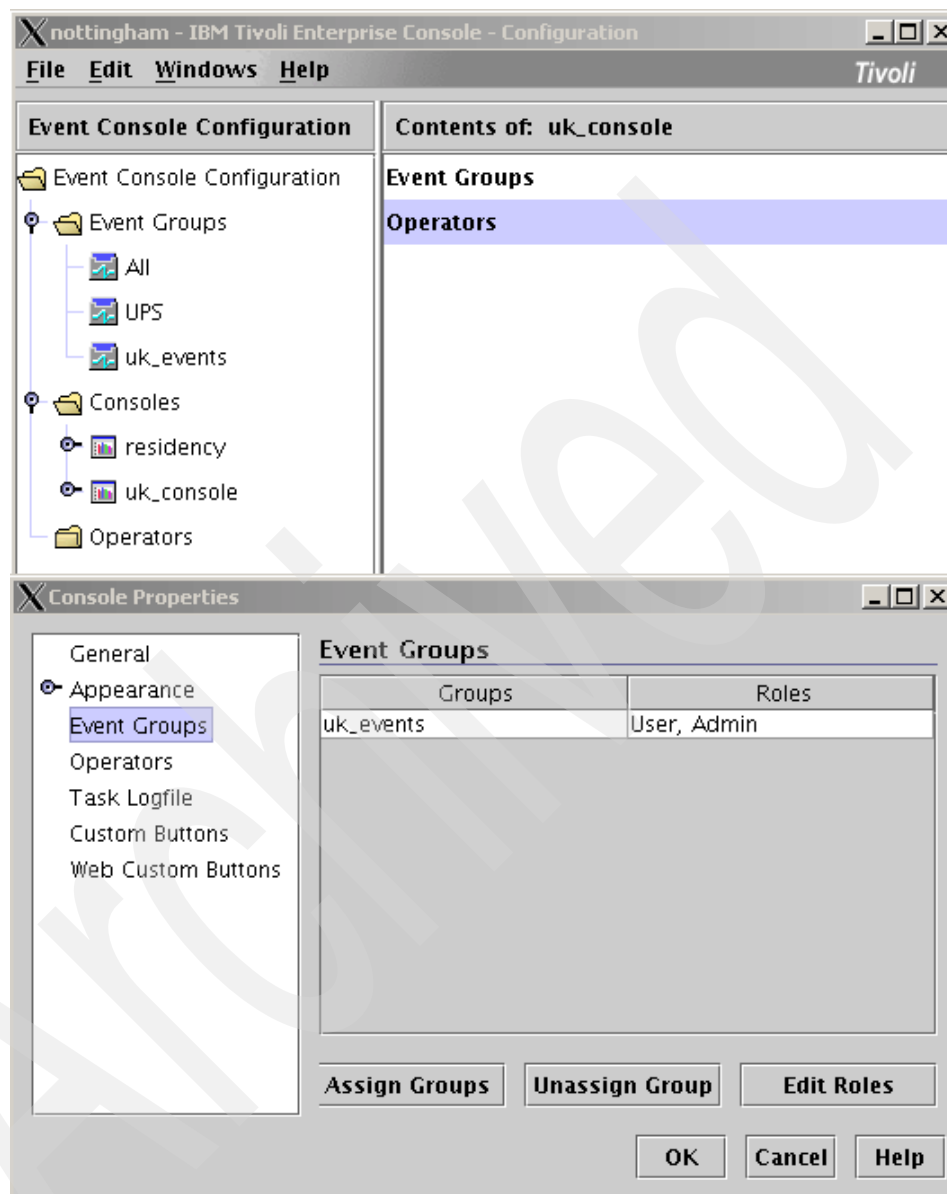 nottingham - IBM Tivoli Enterprise Console - Configuration
File Edit Windows Help
Tivoli
Event Console Configuration
Contents of: uk_console
Event Console Configuration
Event Groups
Event Groups
Operators
All
UPS
uk_events
Consoles
residency
uk_console
Operators
Console Properties
General
Appearance
Event Groups
Operators
Task Logfile
Custom Buttons
Web Custom Buttons
Event Groups
Groups Roles
uk_events User, Admin
Assign Groups Unassign Group Edit Roles
OK Cancel Help
Archived